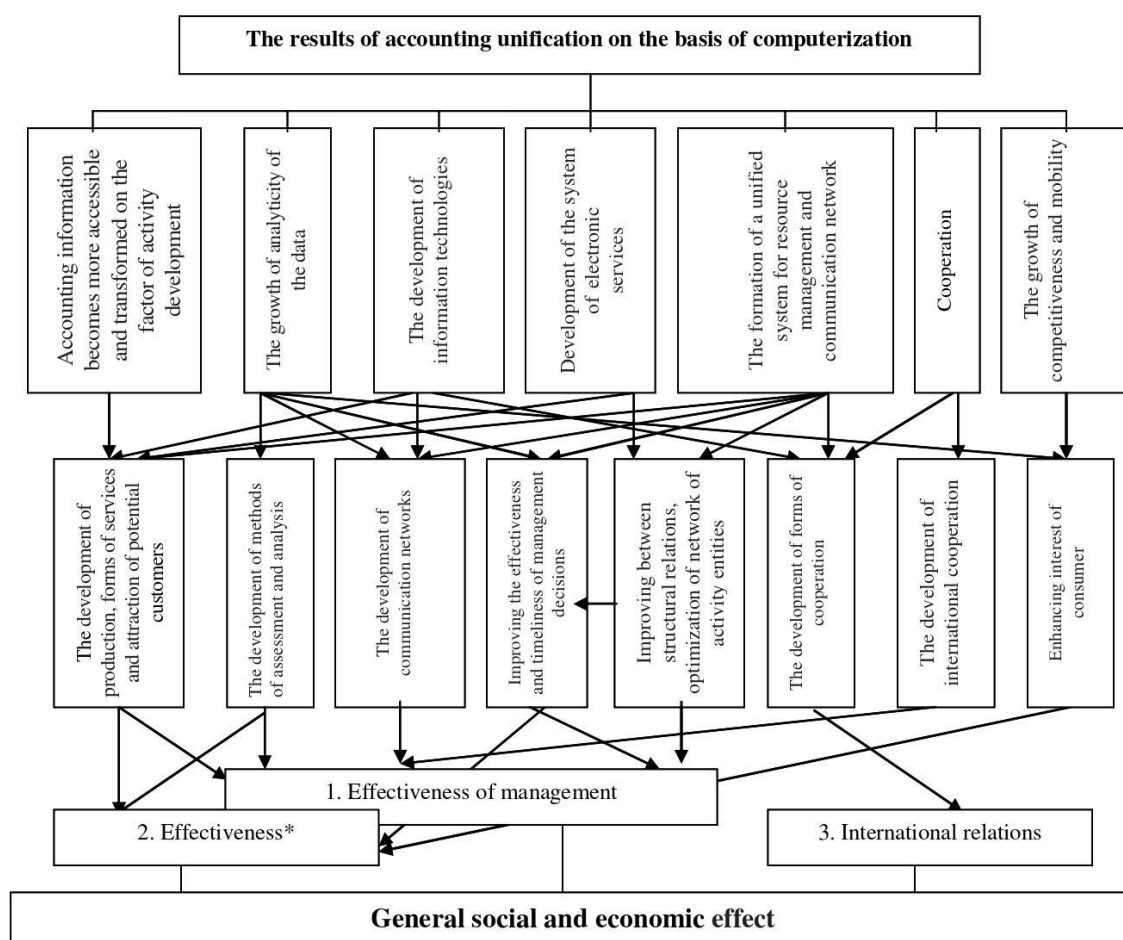 The results of accounting unification on the basis of computerization
Accounting information
becomes more accessible
and transformed on the
factor of activity
development
The growth of analyticity of
the data
The development of
information technologies
Development of the system
of electronic
services
The formation of a unified
system for resource
management and
communication network
Cooperation
The growth of
competitiveness and mobility
The development of
production, forms of services
and attraction of potential
customers
The development of methods
of assessment and analysis
The development of
communication networks
Improving the effectiveness
and timeliness of management
decisions
Improving between
structural relations,
optimization of network of
activity entities
The development of forms of
cooperation
The development of
international cooperation
Enhancing interest of
consumer
1. Effectiveness of management
2. Effectiveness*
3. International relations
General social and economic effect